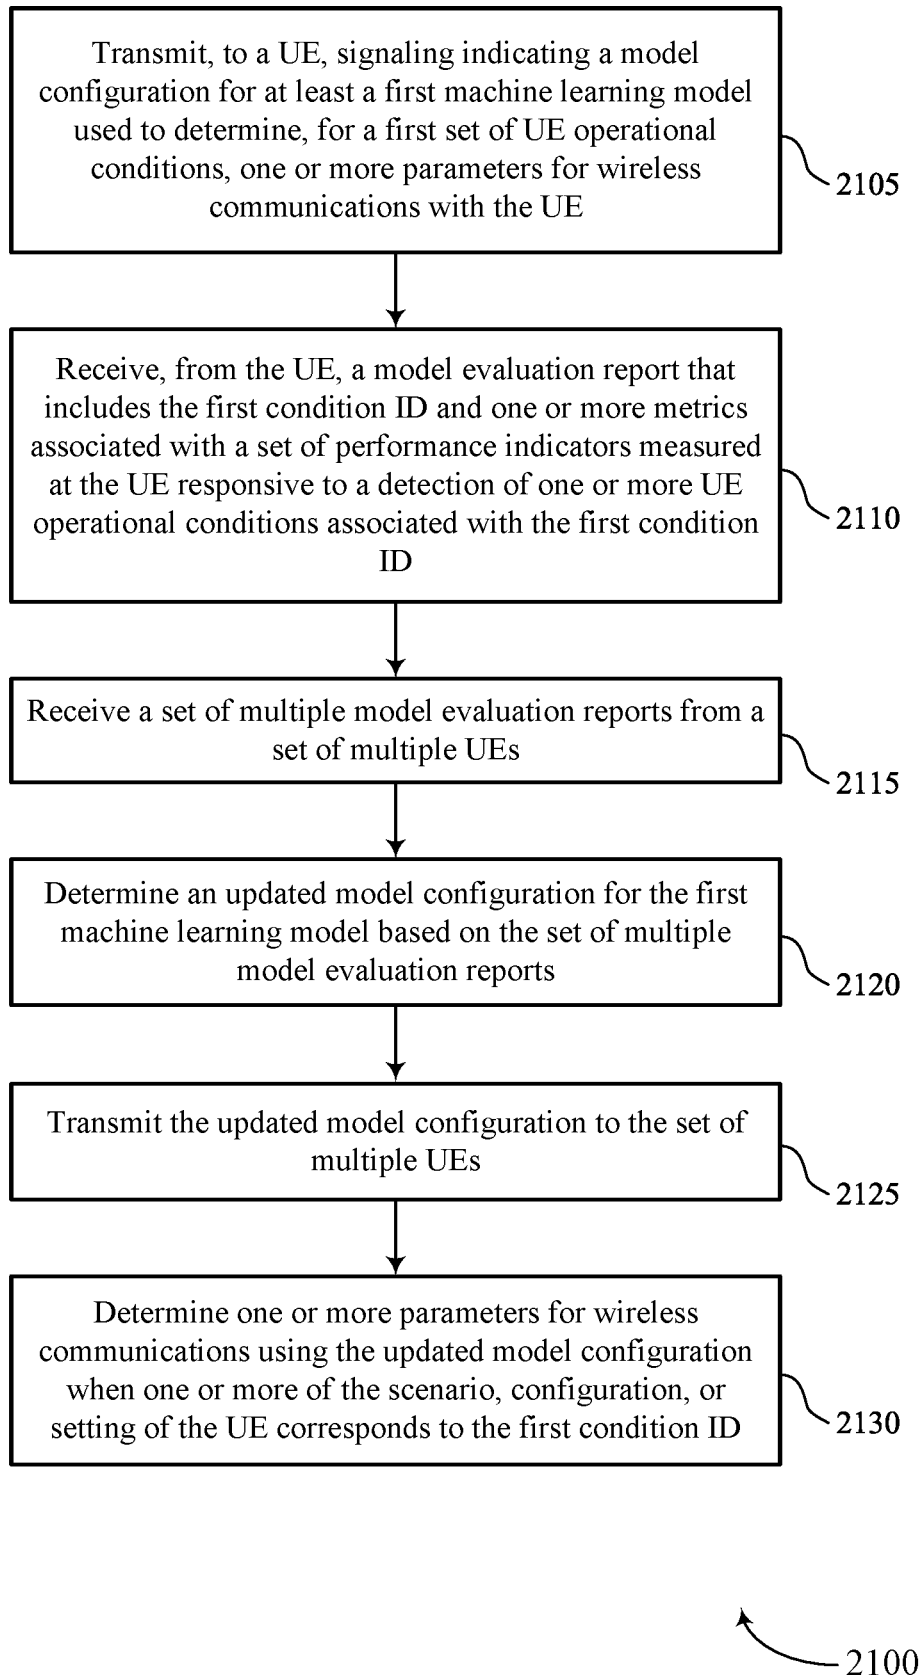 Transmit, to a UE, signaling indicating a model
configuration for at least a first machine learning model
used to determine, for a first set of UE operational
conditions, one or more parameters for wireless
communications with the UE
2105
Receive, from the UE, a model evaluation report that
includes the first condition ID and one or more metrics
associated with a set of performance indicators measured
at the UE responsive to a detection of one or more UE
operational conditions associated with the first condition
ID
2110
Receive a set of multiple model evaluation reports from a
set of multiple UEs
2115
Determine an updated model configuration for the first
machine learning model based on the set of multiple
model evaluation reports
2120
Transmit the updated model configuration to the set of
multiple UEs
2125
Determine one or more parameters for wireless
communications using the updated model configuration
when one or more of the scenario, configuration, or
setting of the UE corresponds to the first condition ID
2130
2100